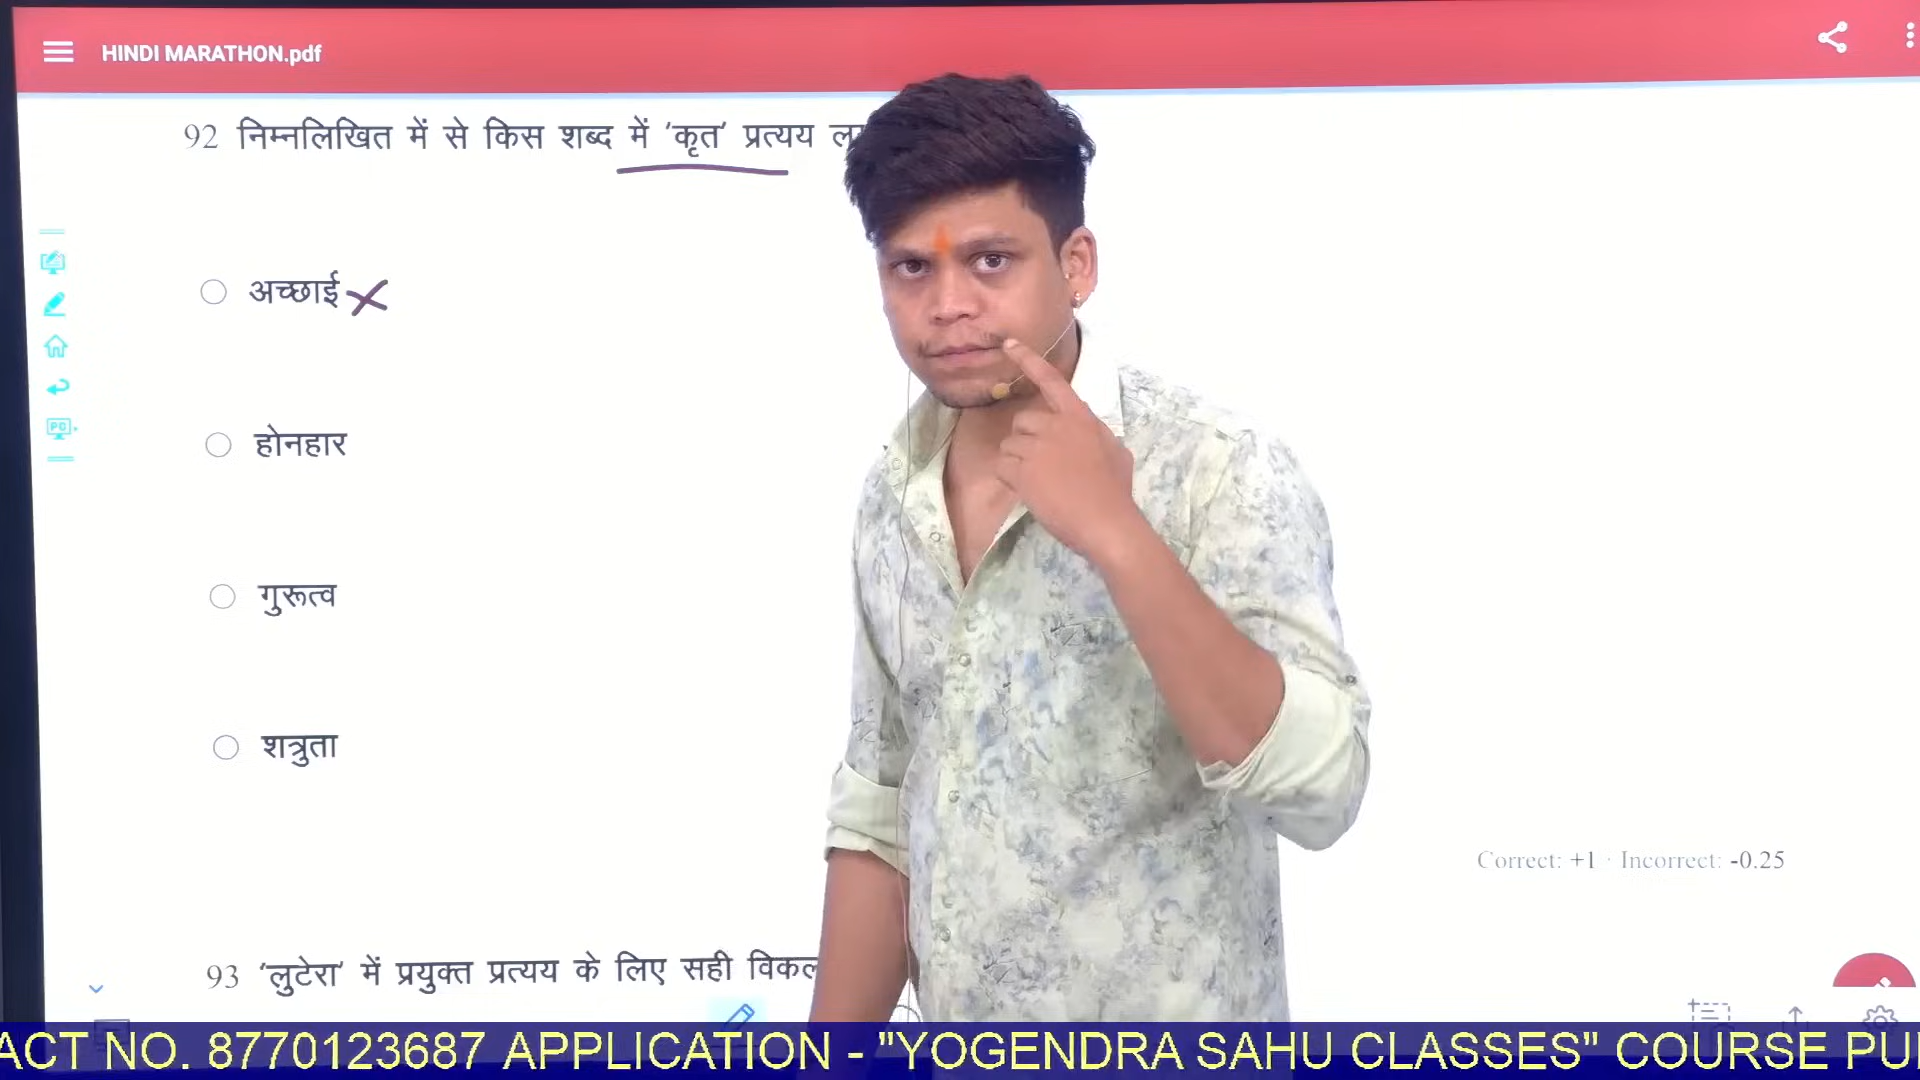 HINDI MARATHON.pdf
92 निम्नलिखित में से किस शब्द में 'कृत' प्रत्यय
अच्छाई
होनहार
गुरूत्व
शत्रुता
Correct: +1 · Incorrect: -0.25
93 'लुटेरा' में प्रयुक्त प्रत्यय के लिए सही
NO. 8770123687 APPLICATION - "YOGENDRA SAHU CLASSES" COURSE